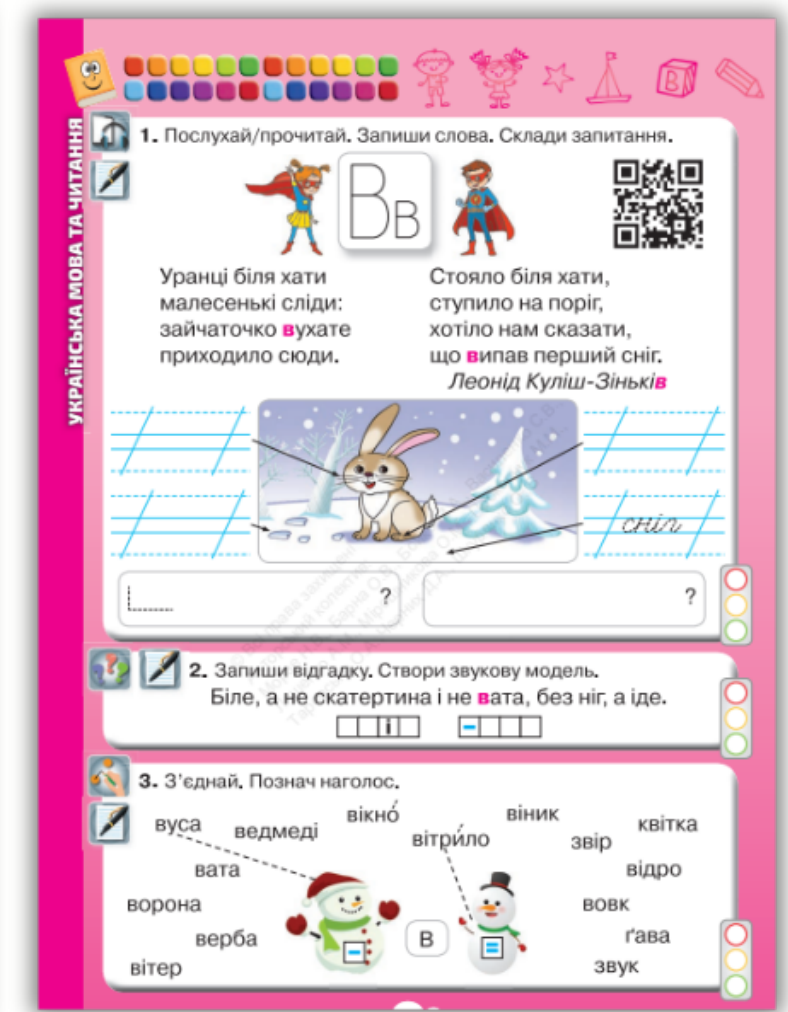 УКРАЇНСЬКА МОВА ТА ЧИТАННЯ
1. Послухай/прочитай. Запиши слова. Склади запитання.
Вв
Уранці біля хати
малесенькі сліди:
зайчаточко вухате
приходило сюди.
Стояло біля хати,
ступило на поріг,
хотіло нам сказати,
що випав перший сніг.
Леонід Куліш-Зіньків
сніг
?
?
2. Запиши відгадку. Створи звукову модель.
Біле, а не скатертина і не вата, без ніг, а іде.
і
3. З’єднай. Познач наголос.
вуса
ведмеді
вікно́
вітри́ло
віник
звір
квітка
вата
відро
ворона
вовк
верба
В
ґава
вітер
звук